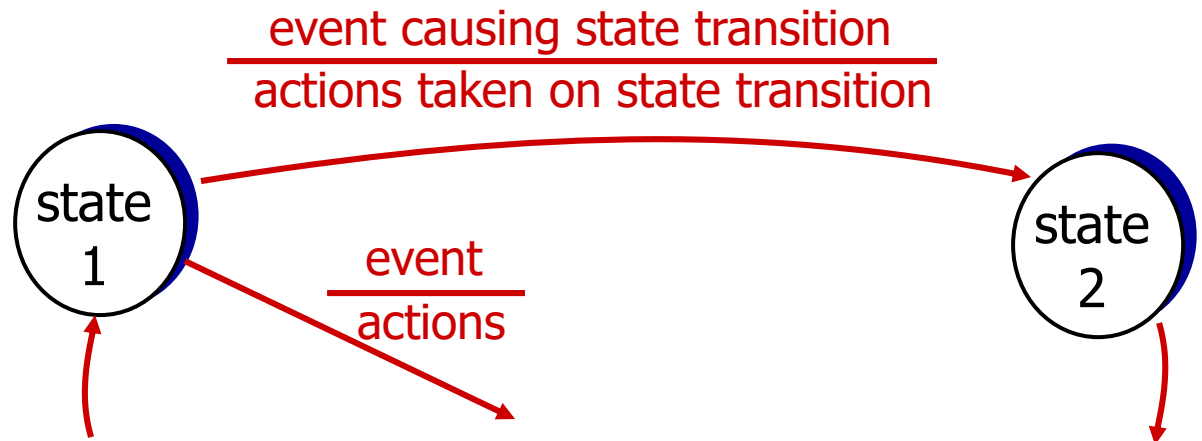 event causing state transition
actions taken on state transition
state
1
state
2
event
actions